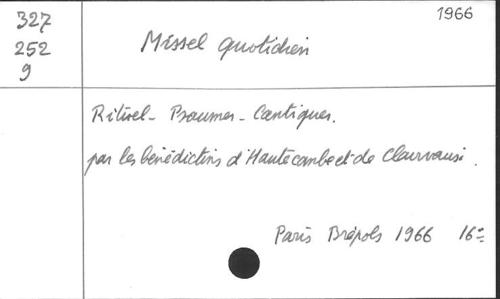 327
252
9
1966
Missel quotidien
Rituel - Psaumes - Cantiques.
par les bénédictins d'Hautecombe et de Clairvaux.
Paris Brépols 1966 16°